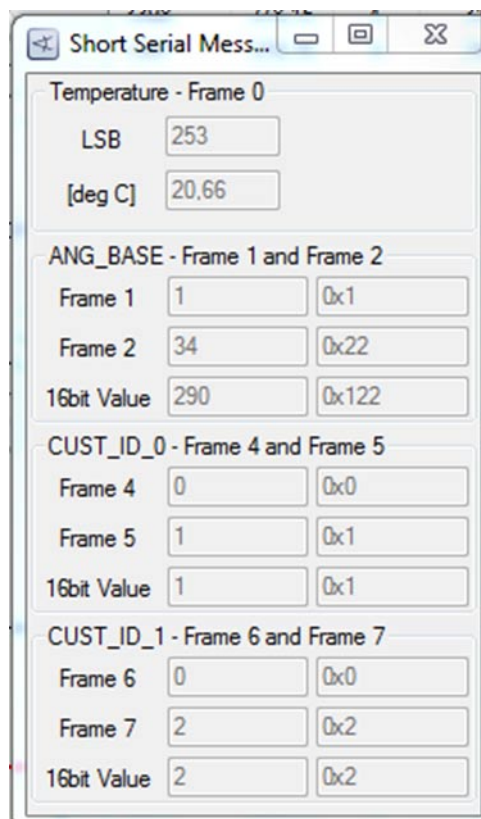 Short Serial Mess...
Temperature - Frame 0
LSB 253
[deg C] 20,66
ANG_BASE - Frame 1 and Frame 2
Frame 1 1 0x1
Frame 2 34 0x22
16bit Value 290 0x122
CUST_ID_0 - Frame 4 and Frame 5
Frame 4 0 0x0
Frame 5 1 0x1
16bit Value 1 0x1
CUST_ID_1 - Frame 6 and Frame 7
Frame 6 0 0x0
Frame 7 2 0x2
16bit Value 2 0x2